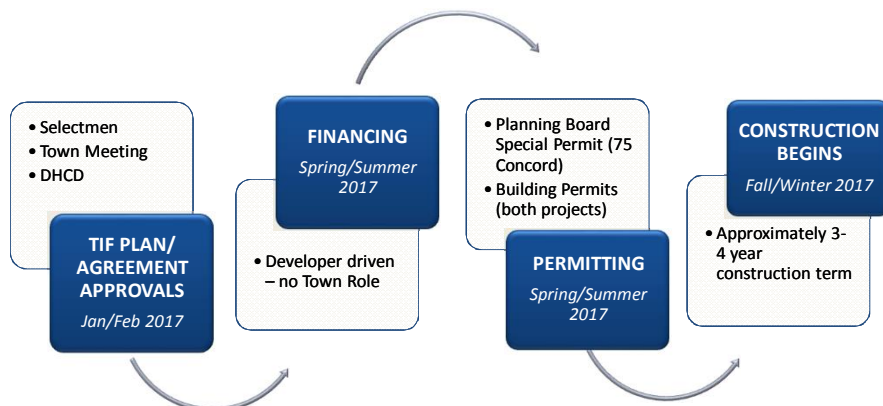 • Selectmen
• Town Meeting
• DHCD
TIF PLAN/
AGREEMENT
APPROVALS
Jan/Feb 2017
FINANCING
Spring/Summer
2017
• Developer driven
– no Town Role
• Planning Board
Special Permit (75
Concord)
• Building Permits
(both projects)
PERMITTING
Spring/Summer
2017
CONSTRUCTION
BEGINS
Fall/Winter 2017
• Approximately 3-
4 year
construction term